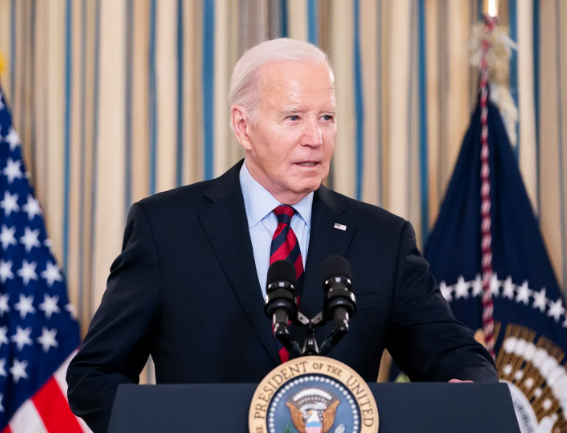 PRESIDENT OF THE UNITED